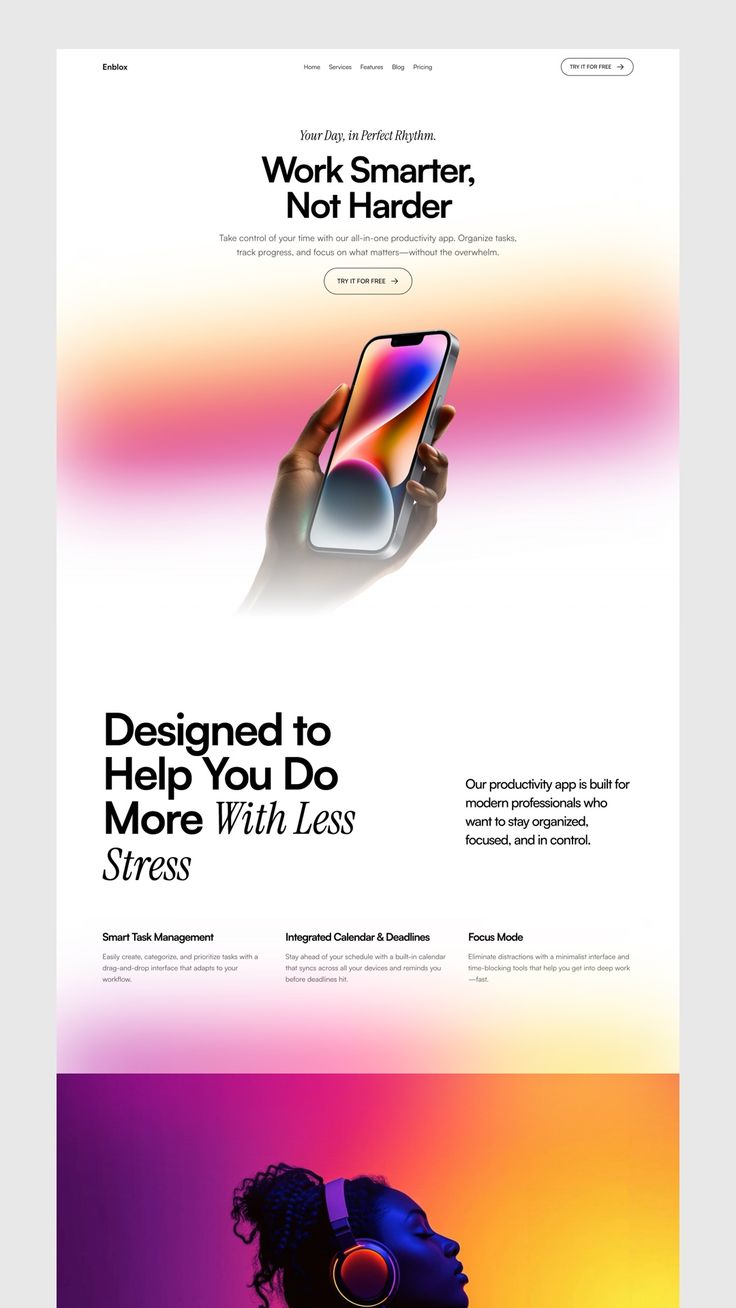 Enblox
Home Services Features Blog Pricing
TRY IT FOR FREE →
Your Day, in Perfect Rhythm.
Work Smarter,
Not Harder
Take control of your time with our all-in-one productivity app. Organize tasks,
track progress, and focus on what matters—without the overwhelm.
TRY IT FOR FREE →
Designed to
Help You Do
More With Less
Stress
Our productivity app is built for
modern professionals who
want to stay organized,
focused, and in control.
Smart Task Management
Easily create, categorize, and prioritize tasks with a
drag-and-drop interface that adapts to your
workflow.
Integrated Calendar & Deadlines
Stay ahead of your schedule with a built-in calendar
that syncs across all your devices and reminds you
before deadlines hit.
Focus Mode
Eliminate distractions with a minimalist interface and
time-blocking tools that help you get into deep work
—fast.